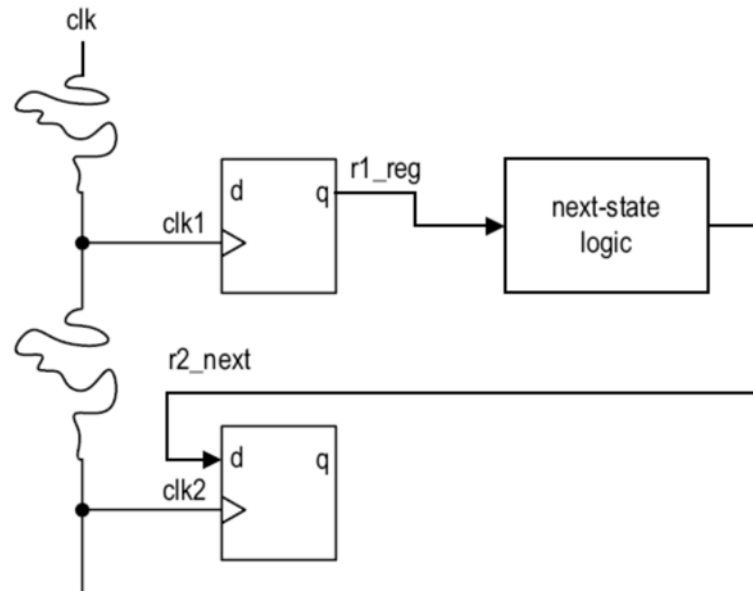 clk
r1_reg
d
q
clk1
next-state
logic
r2_next
d
q
clk2